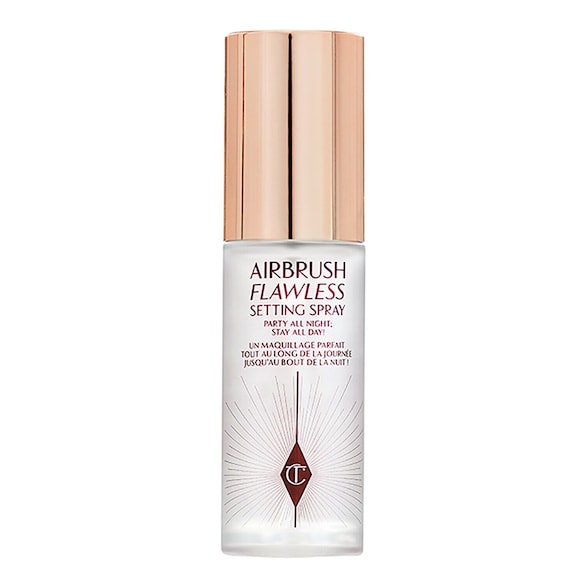 AIRBRUSH
FLAWLESS
SETTING SPRAY
PARTY ALL NIGHT;
STAY ALL DAY!
UN MAQUILLAGE PARFAIT
TOUT AU LONG DE LA JOURNÉE
JUSQU'AU BOUT DE LA NUIT !
CT